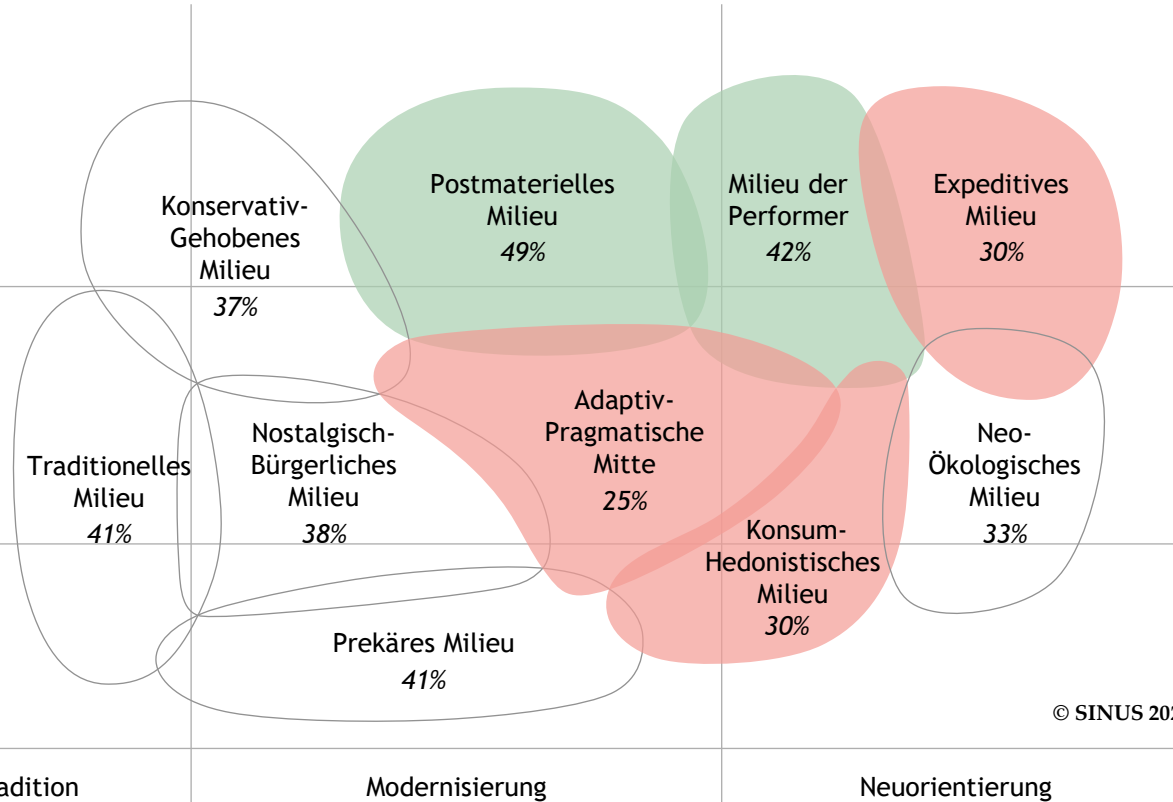 Konservativ-
Gehobenes
Milieu
37%
Postmaterielles
Milieu
49%
Milieu der
Performer
42%
Expeditives
Milieu
30%
Traditionelles
Milieu
41%
Nostalgisch-
Bürgerliches
Milieu
38%
Adaptiv-
Pragmatische
Mitte
25%
Konsum-
Hedonistisches
Milieu
30%
Neo-
Ökologisches
Milieu
33%
Prekäres Milieu
41%
© SINUS 202
adition
Modernisierung
Neuorientierung